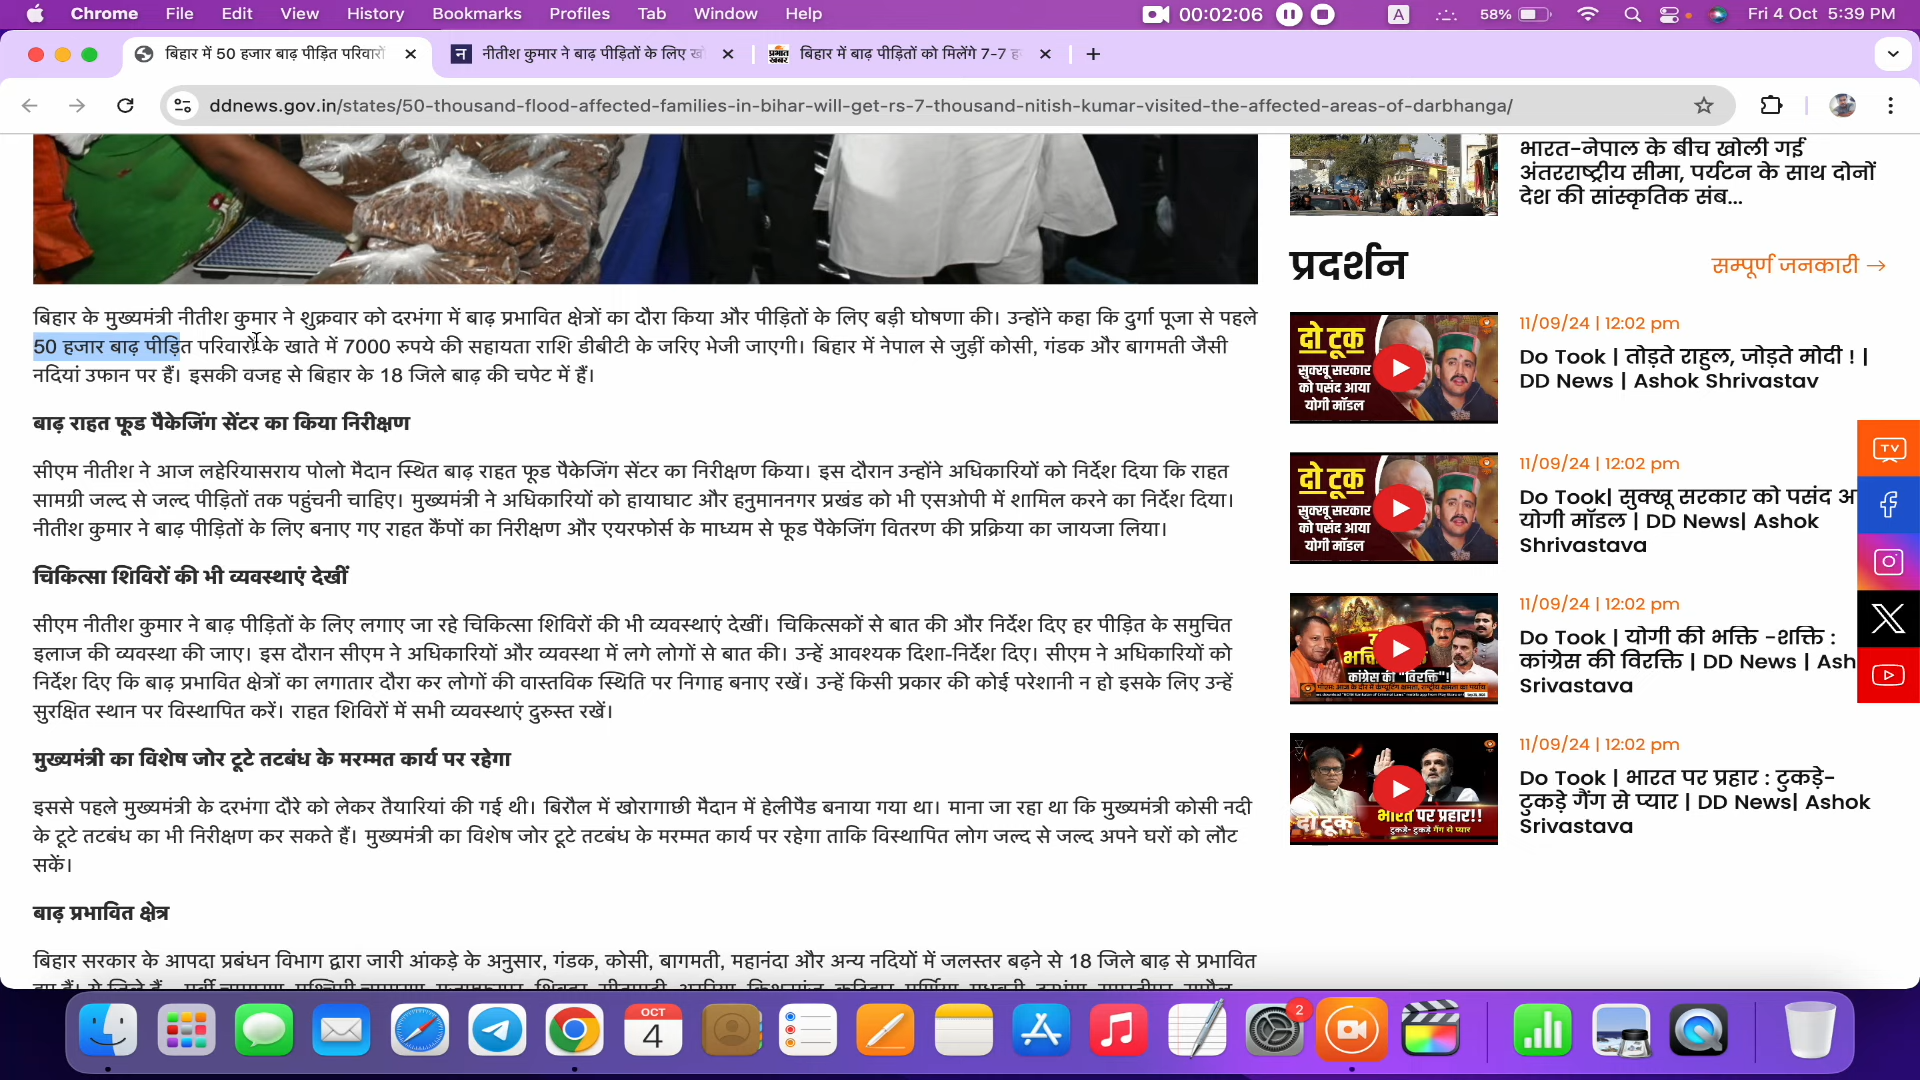 Chrome File Edit View History Bookmarks Profiles Tab Window Help 00:02:06 A 58% Fri 4 Oct 5:39 PM
बिहार में 50 हजार बाढ़ पीड़ित परिवारों
नीतीश कुमार ने बाढ़ पीड़ितों के लिए
बिहार में बाढ़ पीड़ितों को मिलेंगे 7-7
ddnews.gov.in/states/50-thousand-flood-affected-families-in-bihar-will-get-rs-7-thousand-nitish-kumar-visited-the-affected-areas-of-darbhanga/
बिहार के मुख्यमंत्री नीतीश कुमार ने शुक्रवार को दरभंगा में बाढ़ प्रभावित क्षेत्रों का दौरा किया और पीड़ितों के लिए बड़ी घोषणा की। उन्होंने कहा कि दुर्गा पूजा से पहले
50 हजार बाढ़ पीड़ित परिवारों के खाते में 7000 रुपये की सहायता राशि डीबीटी के जरिए भेजी जाएगी। बिहार में नेपाल से जुड़ीं कोसी, गंडक और बागमती जैसी
नदियां उफान पर हैं। इसकी वजह से बिहार के 18 जिले बाढ़ की चपेट में हैं।
बाढ़ राहत फूड पैकेजिंग सेंटर का किया निरीक्षण
सीएम नीतीश ने आज लहेरियासराय पोलो मैदान स्थित बाढ़ राहत फूड पैकेजिंग सेंटर का निरीक्षण किया। इस दौरान उन्होंने अधिकारियों को निर्देश दिया कि राहत
सामग्री जल्द से जल्द पीड़ितों तक पहुंचनी चाहिए। मुख्यमंत्री ने अधिकारियों को हायाघाट और हनुमाननगर प्रखंड को भी एसओपी में शामिल करने का निर्देश दिया।
नीतीश कुमार ने बाढ़ पीड़ितों के लिए बनाए गए राहत कैंपों का निरीक्षण और एयरफोर्स के माध्यम से फूड पैकेजिंग वितरण की प्रक्रिया का जायजा लिया।
चिकित्सा शिविरों की भी व्यवस्थाएं देखीं
सीएम नीतीश कुमार ने बाढ़ पीड़ितों के लिए लगाए जा रहे चिकित्सा शिविरों की भी व्यवस्थाएं देखीं। चिकित्सकों से बात की और निर्देश दिए हर पीड़ित के समुचित
इलाज की व्यवस्था की जाए। इस दौरान सीएम ने अधिकारियों और व्यवस्था में लगे लोगों से बात की। उन्हें आवश्यक दिशा-निर्देश दिए। सीएम ने अधिकारियों को
निर्देश दिए कि बाढ़ प्रभावित क्षेत्रों का लगातार दौरा कर लोगों की वास्तविक स्थिति पर निगाह बनाए रखें। उन्हें किसी प्रकार की कोई परेशानी न हो इसके लिए उन्हें
सुरक्षित स्थान पर विस्थापित करें। राहत शिविरों में सभी व्यवस्थाएं दुरुस्त रखें।
मुख्यमंत्री का विशेष जोर टूटे तटबंध के मरम्मत कार्य पर रहेगा
इससे पहले मुख्यमंत्री के दरभंगा दौरे को लेकर तैयारियां की गई थी। बिरौल में खोरागाछी मैदान में हेलीपैड बनाया गया था। माना जा रहा था कि मुख्यमंत्री कोसी नदी
के टूटे तटबंध का भी निरीक्षण कर सकते हैं। मुख्यमंत्री का विशेष जोर टूटे तटबंध के मरम्मत कार्य पर रहेगा ताकि विस्थापित लोग जल्द से जल्द अपने घरों को लौट
सकें।
बाढ़ प्रभावित क्षेत्र
बिहार सरकार के आपदा प्रबंधन विभाग द्वारा जारी आंकड़े के अनुसार, गंडक, कोसी, बागमती, महानंदा और अन्य नदियों में जलस्तर बढ़ने से 18 जिले बाढ़ से प्रभावित
भारत-नेपाल के बीच खोली गई
अंतरराष्ट्रीय सीमा, पर्यटन के साथ दोनों
देश की सांस्कृतिक संब...
प्रदर्शन
सम्पूर्ण जानकारी →
दो टूक
सुक्खू सरकार
को पसंद आया
योगी मॉडल
11/09/24 | 12:02 pm
Do Took | तोड़ते राहुल, जोड़ते मोदी ! |
DD News | Ashok Shrivastav
दो टूक
सुक्खू सरकार
को पसंद आया
योगी मॉडल
11/09/24 | 12:02 pm
Do Took| सुक्खू सरकार को पसंद
योगी मॉडल | DD News| Ashok
Shrivastava
कांग्रेस की "विरक्ति"!
11/09/24 | 12:02 pm
Do Took | योगी की भक्ति -शक्ति :
कांग्रेस की विरक्ति | DD News | Ash
Srivastava
दो टूक
भारत पर प्रहार!!
टुकड़े- टुकड़े गैंग से प्यार
11/09/24 | 12:02 pm
Do Took | भारत पर प्रहार : टुकड़े-
टुकड़े गैंग से प्यार | DD News| Ashok
Srivastava
TV
OCT
4
2